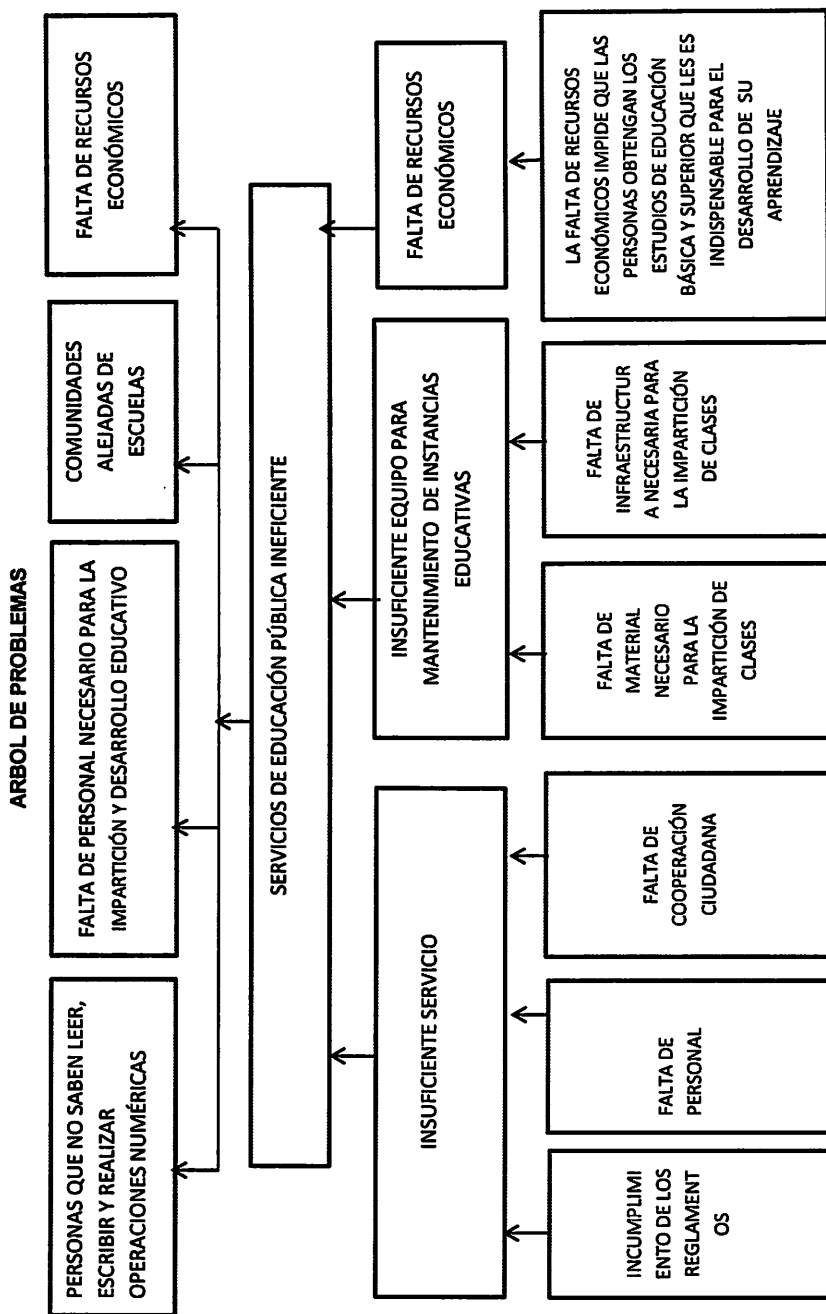 ARBOL DE PROBLEMAS
PERSONAS QUE NO SABEN LEER,
ESCRIBIR Y REALIZAR
OPERACIONES NUMÉRICAS
FALTA DE PERSONAL NECESARIO PARA LA
IMPARTICIÓN Y DESARROLLO EDUCATIVO
COMUNIDADES
ALEJADAS DE
ESCUELAS
FALTA DE RECURSOS
ECONÓMICOS
SERVICIOS DE EDUCACIÓN PÚBLICA INEFICIENTE
INSUFICIENTE SERVICIO
INSUFICIENTE EQUIPO PARA
MANTENIMIENTO DE INSTANCIAS
EDUCATIVAS
FALTA DE RECURSOS
ECONÓMICOS
INCUMPLIMI
ENTO DE LOS
REGLAMENT
OS
FALTA DE
PERSONAL
FALTA DE
COOPERACIÓN
CIUDADANA
FALTA DE
MATERIAL
NECESARIO
PARA LA
IMPARTICIÓN DE
CLASES
FALTA DE
INFRAESTRUCTUR
A NECESARIA PARA
LA IMPARTICIÓN
DE CLASES
LA FALTA DE RECURSOS
ECONÓMICOS IMPIDE QUE LAS
PERSONAS OBTENGAN LOS
ESTUDIOS DE EDUCACIÓN
BÁSICA Y SUPERIOR QUE LES ES
INDISPENSABLE PARA EL
DESARROLLO DE SU
APRENDIZAJE